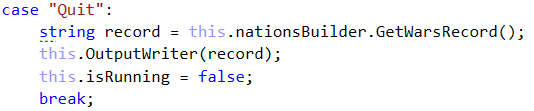 case "Quit":
    string record = this.nationsBuilder.GetWarsRecord();
    this.OutputWriter(record);
    this.isRunning = false;
    break;